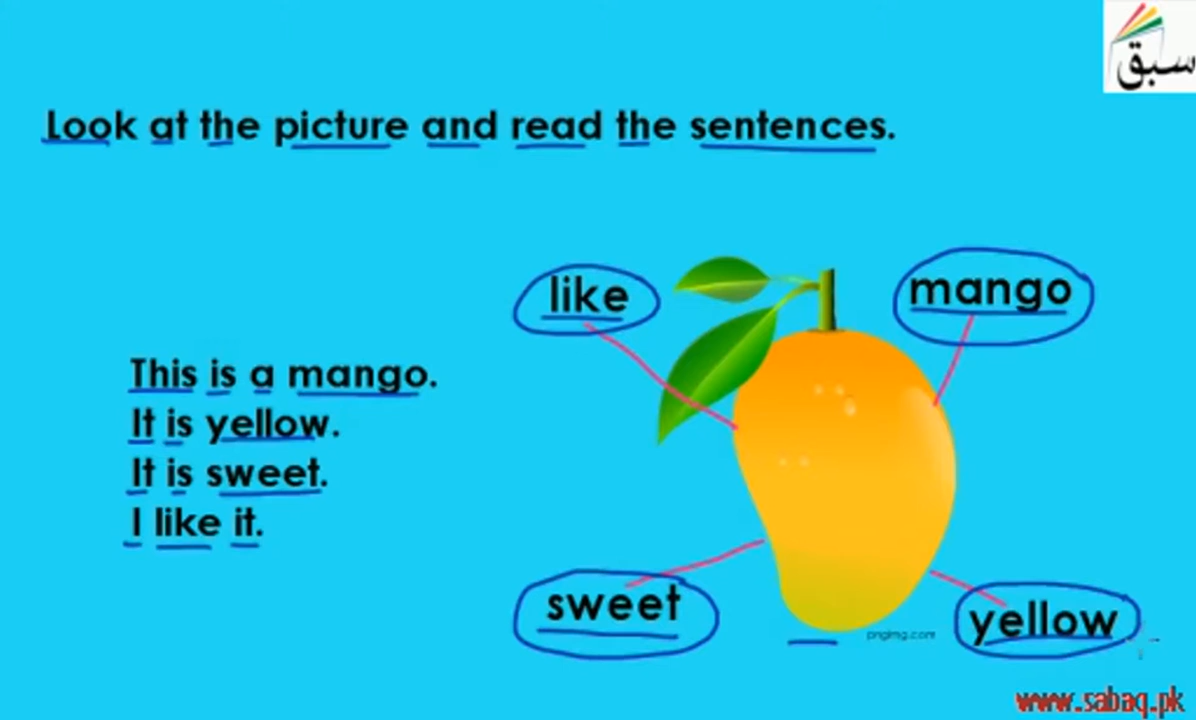 سبق
Look at the picture and read the sentences.
like
mango
This is a mango.
It is yellow.
It is sweet.
I like it.
sweet
yellow
pngimg.com
www.sabaq.pk